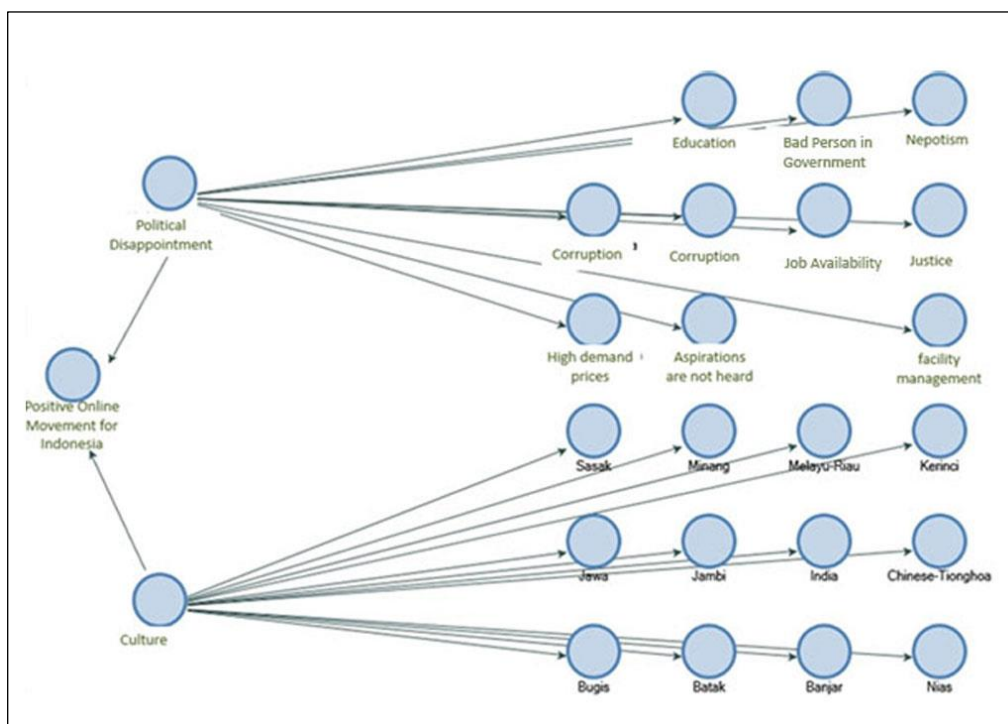 Education
Bad Person in
Government
Nepotism
Political
Disappointment
Corruption
Corruption
Job Availability
Justice
High demand
prices
Aspirations
are not heard
facility
management
Positive Online
Movement for
Indonesia
Sasak
Minang
Melayu-Riau
Kerinci
Jawa
Jambi
India
Chinese-Tionghoa
Culture
Bugis
Batak
Banjar
Nias